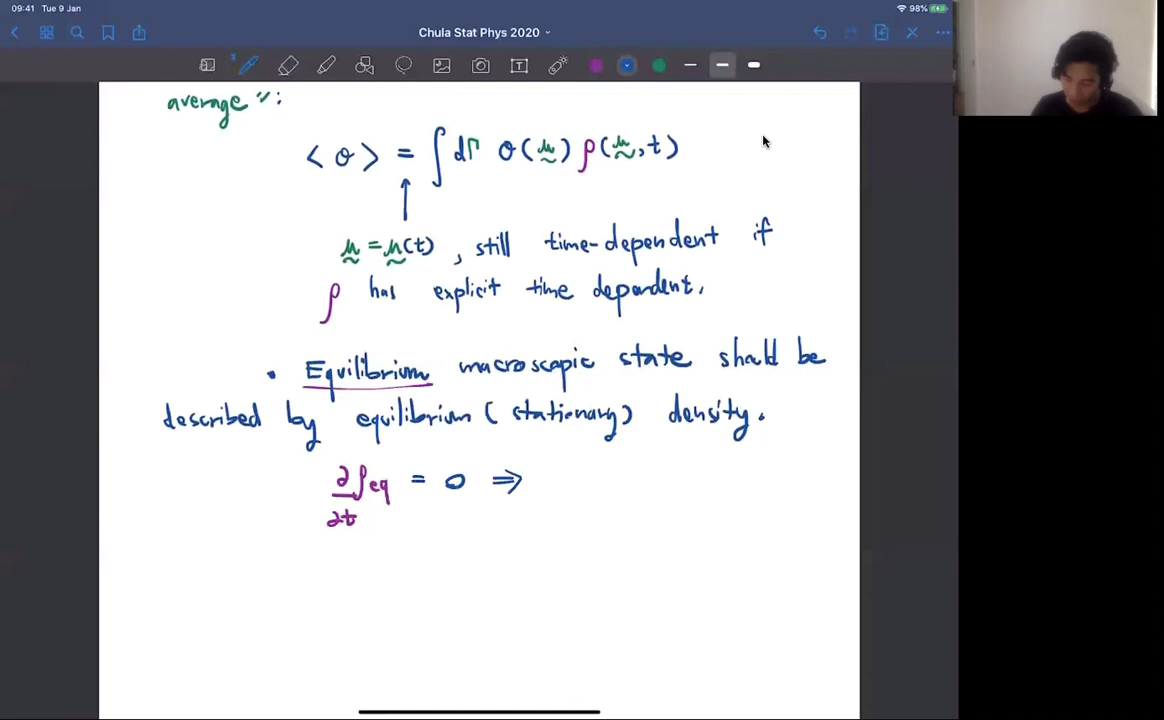 09:41 Tue 9 Jan
98%
Chula Stat Phys 2020
average":
< O > = ∫ dΓ O(μ) ρ(μ,t)
μ = μ(t) , still time-dependent if
ρ has explicit time dependent.
• Equilibrium macroscopic state should be
described by equilibrium (stationary) density.
∂ρeq/∂t = 0 ⇒